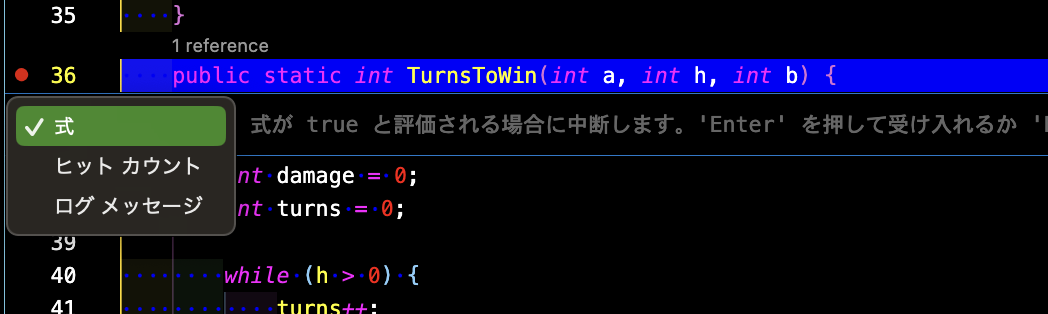 35 }
1 reference
36 public static int TurnsToWin(int a, int h, int b) {
✓ 式
式が true と評価される場合に中断します。'Enter' を押して受け入れるか '
ヒット カウント
nt damage = 0;
ログ メッセージ
nt turns = 0;
39
40 while (h > 0) {
41 turns++;